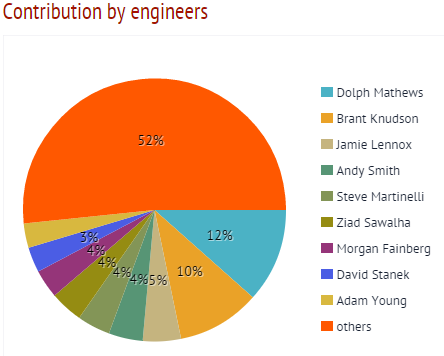 Contribution by engineers
52%
12%
10%
5%
4%
4%
4%
4%
3%
Dolph Mathews
Brant Knudson
Jamie Lennox
Andy Smith
Steve Martinelli
Ziad Sawalha
Morgan Fainberg
David Stanek
Adam Young
others